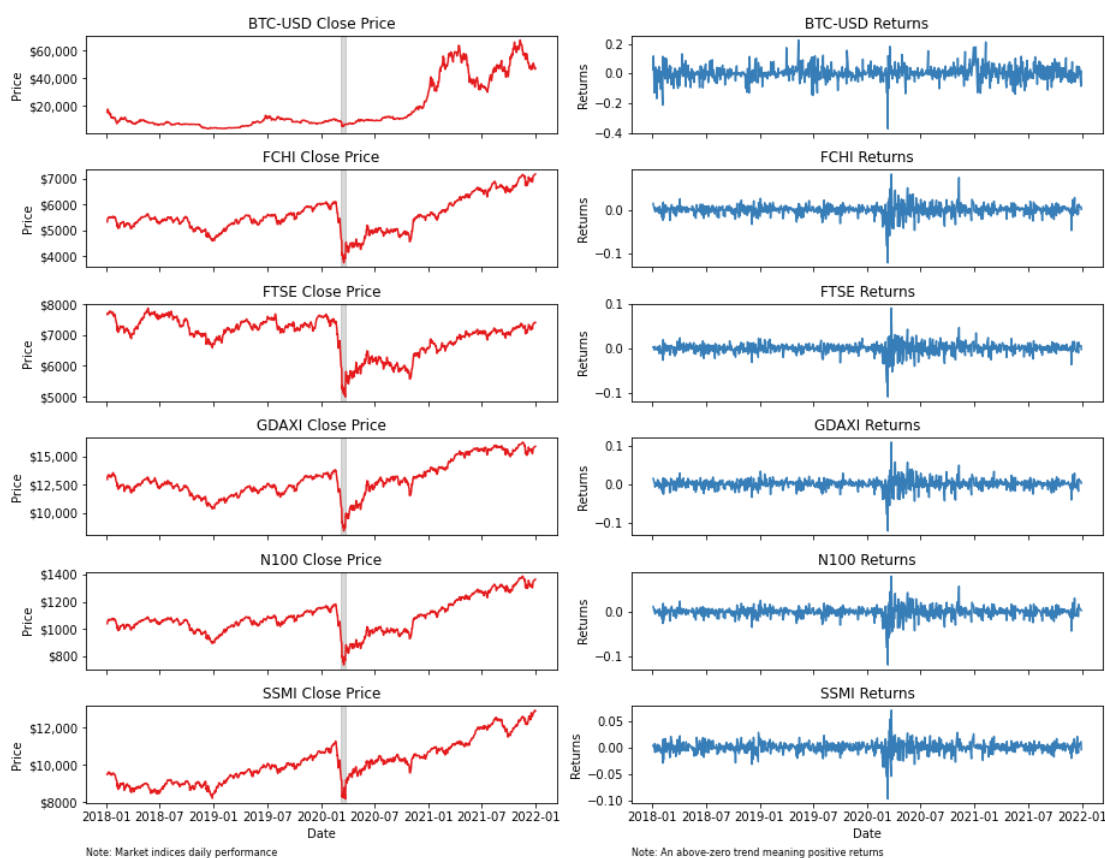 BTC-USD Close Price
Price
$60,000
$40,000
$20,000
BTC-USD Returns
Returns
0.2
0.0
−0.2
−0.4
FCHI Close Price
Price
$7000
$6000
$5000
$4000
FCHI Returns
Returns
0.0
−0.1
FTSE Close Price
Price
$8000
$7000
$6000
$5000
FTSE Returns
Returns
0.1
0.0
−0.1
GDAXI Close Price
Price
$15,000
$12,500
$10,000
GDAXI Returns
Returns
0.1
0.0
−0.1
N100 Close Price
Price
$1400
$1200
$1000
$800
N100 Returns
Returns
0.0
−0.1
SSMI Close Price
Price
$12,000
$10,000
$8000
2018-01 2018-07 2019-01 2019-07 2020-01 2020-07 2021-01 2021-07 2022-01
Date
Note: Market indices daily performance
SSMI Returns
Returns
0.05
0.00
−0.05
−0.10
2018-01 2018-07 2019-01 2019-07 2020-01 2020-07 2021-01 2021-07 2022-01
Date
Note: An above-zero trend meaning positive returns